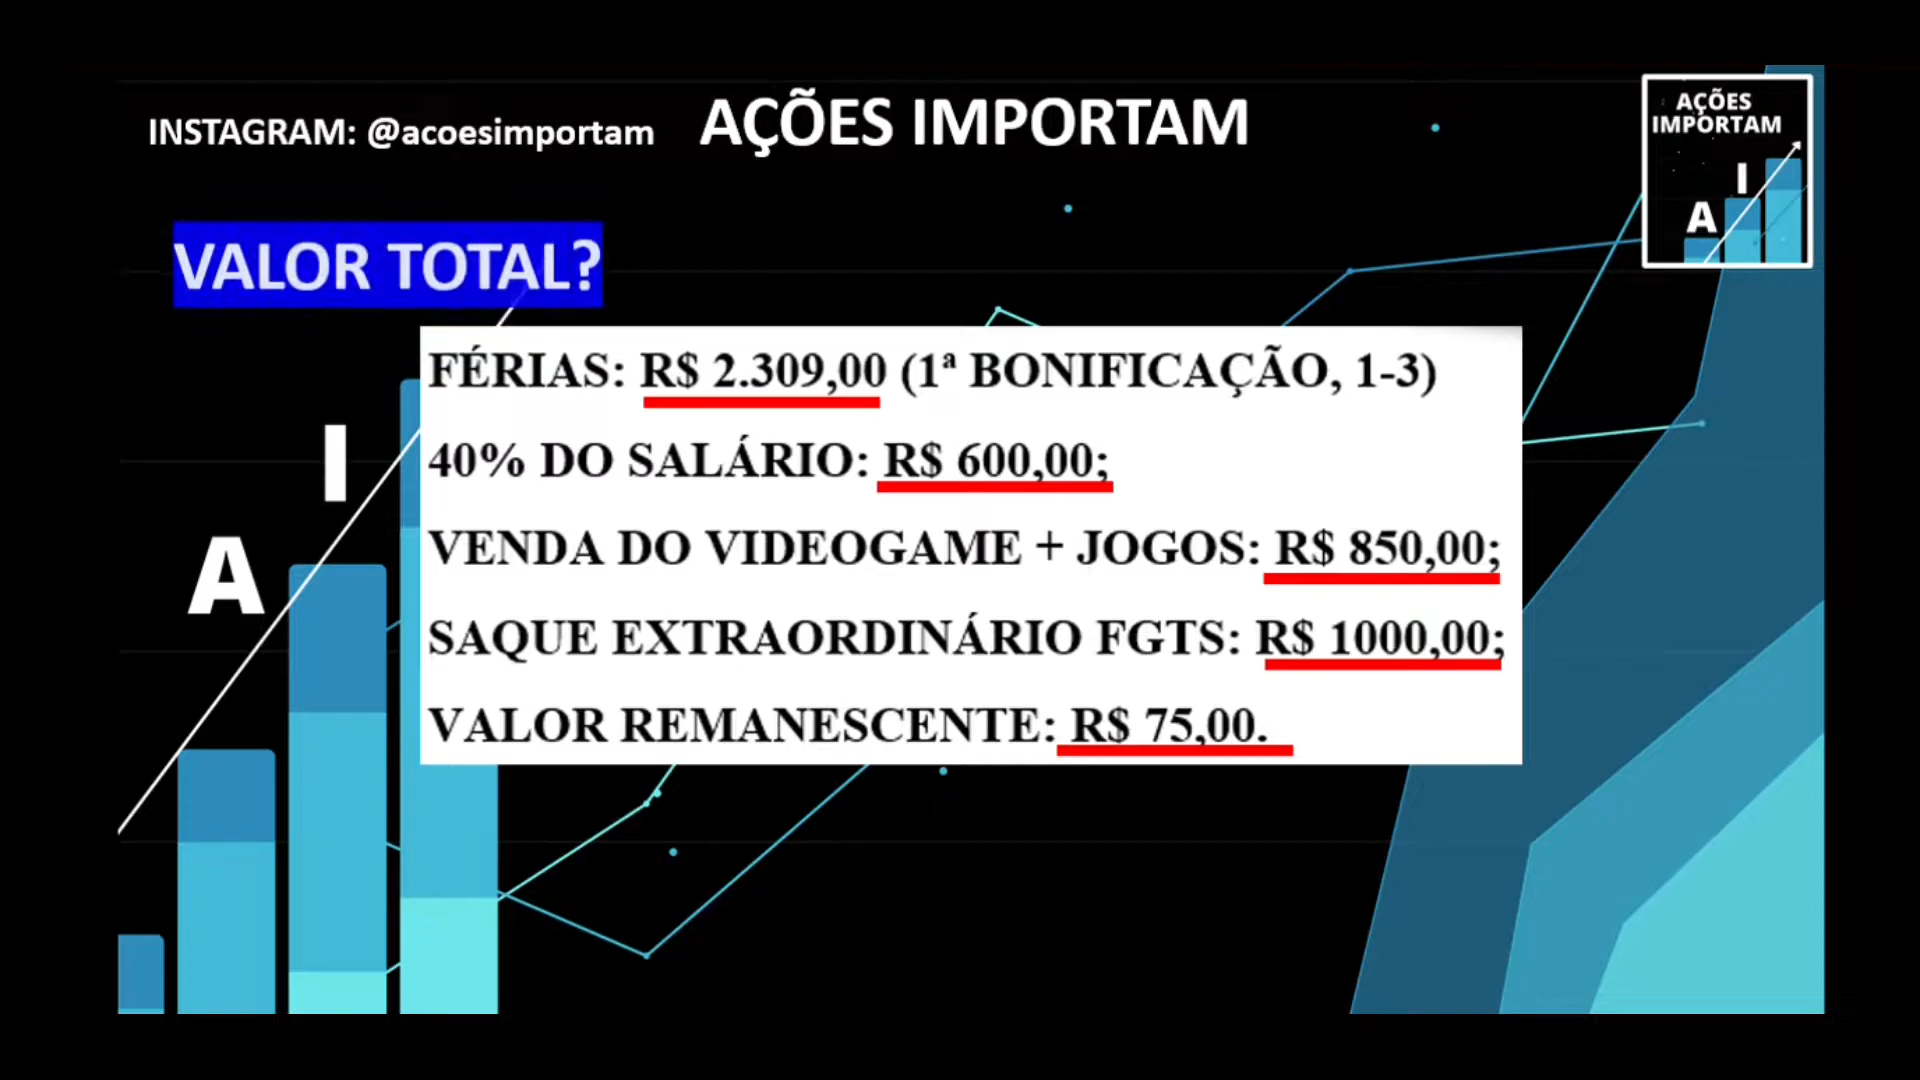 INSTAGRAM: @acoesimportam
AÇÕES IMPORTAM
AÇÕES
IMPORTAM
I
A
VALOR TOTAL?
FÉRIAS: R$ 2.309,00 (1ª BONIFICAÇÃO, 1-3)
40% DO SALÁRIO: R$ 600,00;
VENDA DO VIDEOGAME + JOGOS: R$ 850,00;
SAQUE EXTRAORDINÁRIO FGTS: R$ 1000,00;
VALOR REMANESCENTE: R$ 75,00.
I
A